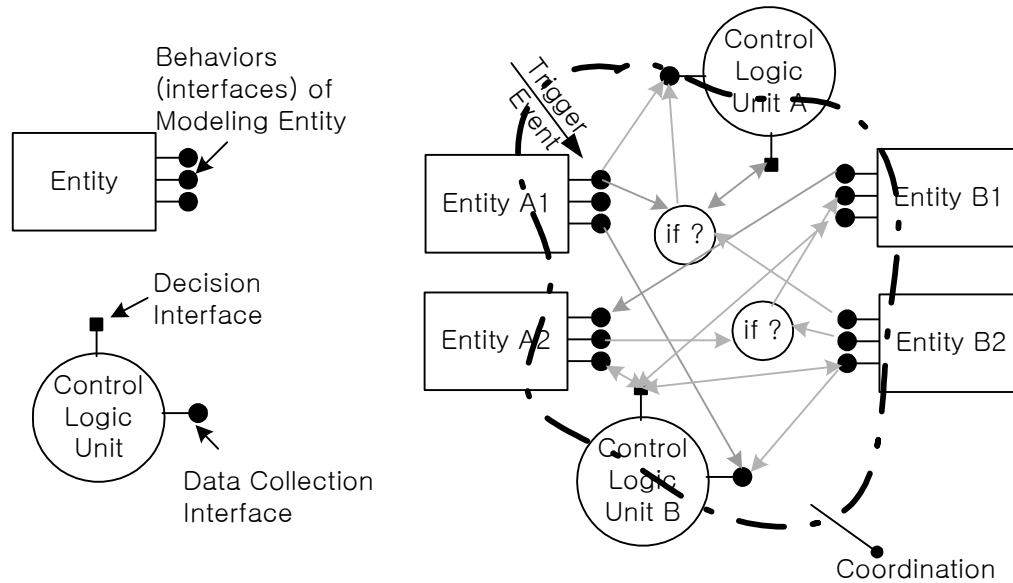 Behaviors
(interfaces) of
Modeling Entity
Entity
Decision
Interface
Control
Logic
Unit
Data Collection
Interface
Trigger
Event
Control
Logic
Unit A
Entity A1
if ?
Entity B1
Entity A2
if ?
Entity B2
Control
Logic
Unit B
Coordination